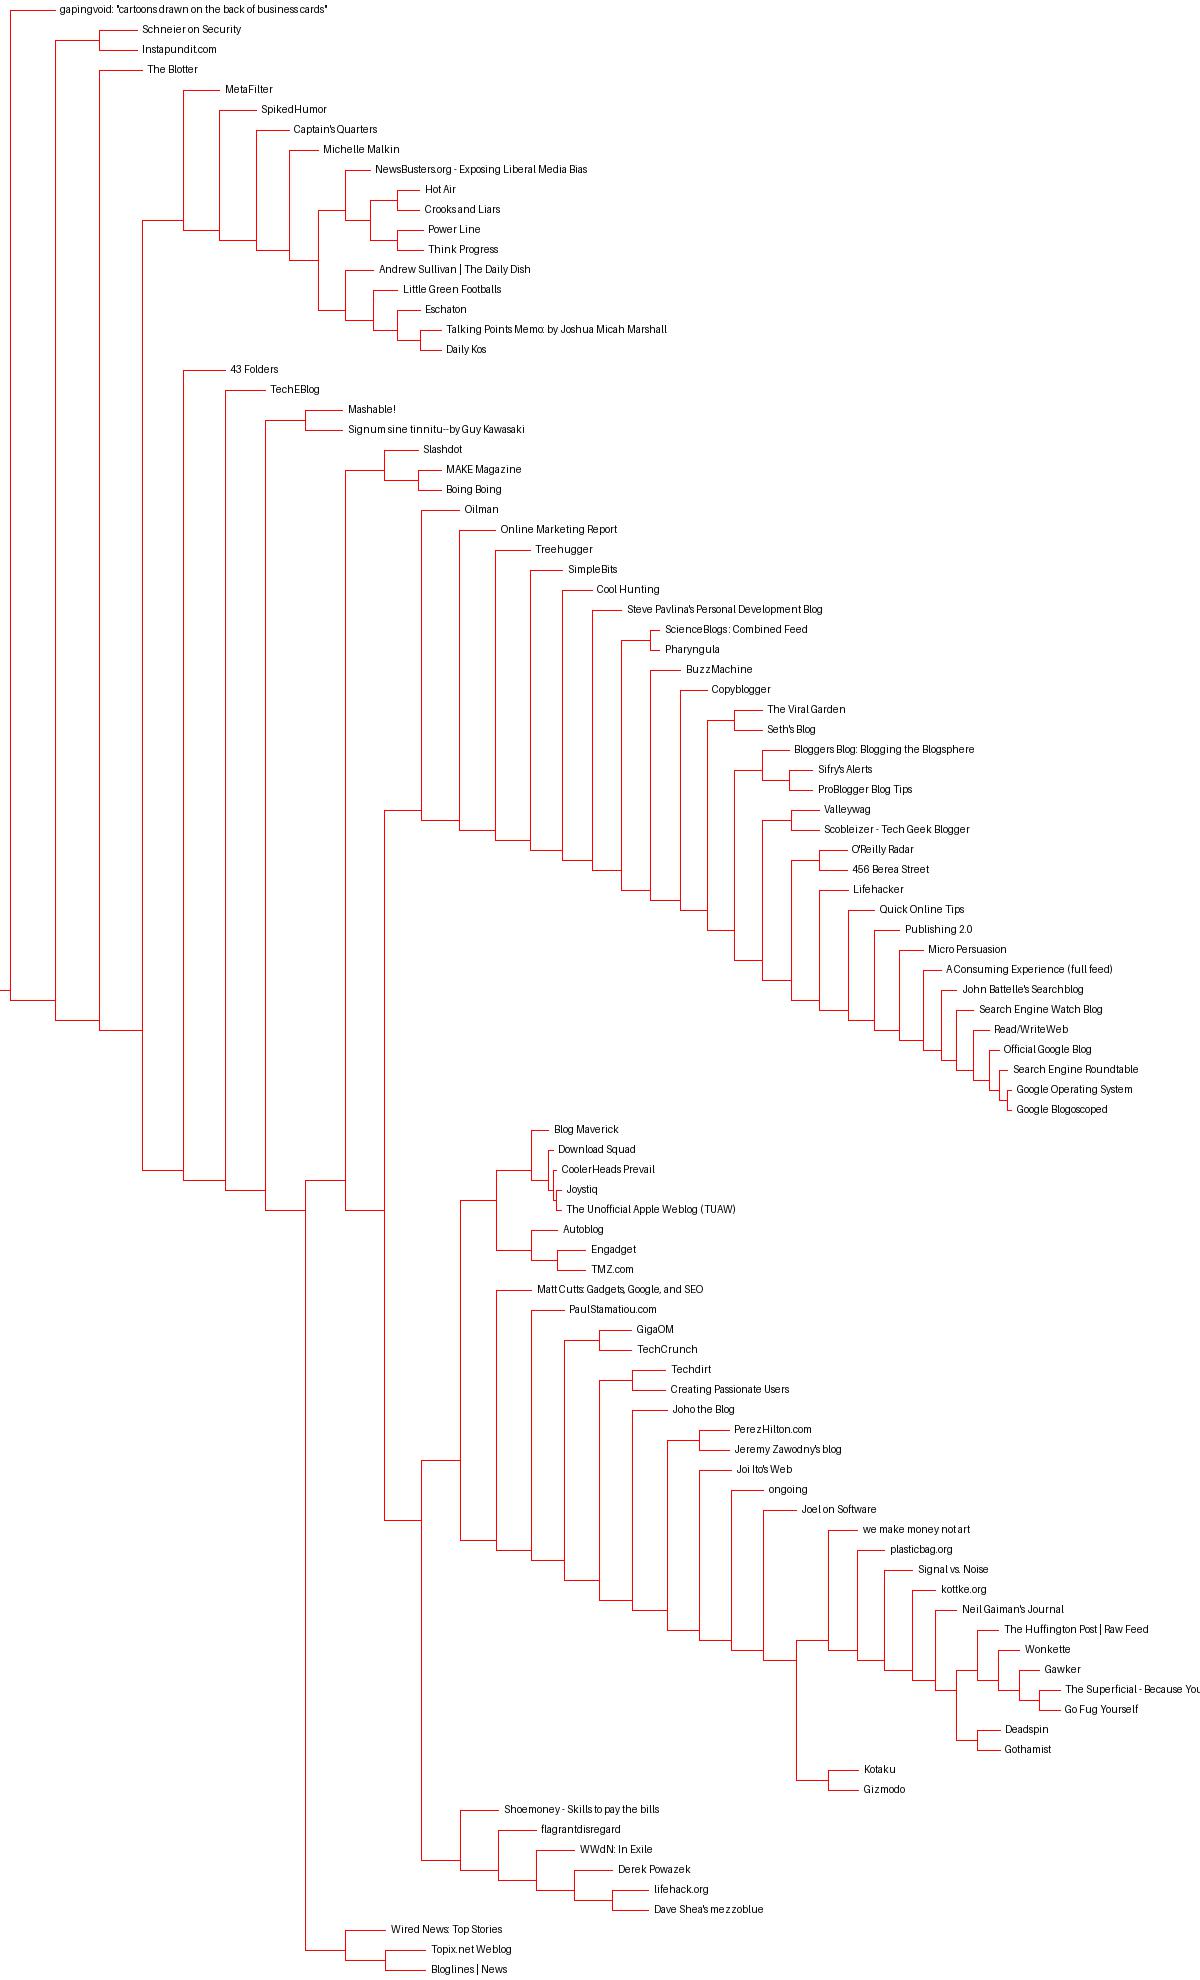 gapingvoid: "cartoons drawn on the back of business cards"
Schneier on Security
Instapundit.com
The Blotter
MetaFilter
SpikedHumor
Captain's Quarters
Michelle Malkin
NewsBusters.org - Exposing Liberal Media Bias
Hot Air
Crooks and Liars
Power Line
Think Progress
Andrew Sullivan | The Daily Dish
Little Green Footballs
Eschaton
Talking Points Memo: by Joshua Micah Marshall
Daily Kos
43 Folders
TechEBlog
Mashable!
Signum sine tinnitu--by Guy Kawasaki
Slashdot
MAKE Magazine
Boing Boing
Oilman
Online Marketing Report
Treehugger
SimpleBits
Cool Hunting
Steve Pavlina's Personal Development Blog
ScienceBlogs : Combined Feed
Pharyngula
BuzzMachine
Copyblogger
The Viral Garden
Seth's Blog
Bloggers Blog: Blogging the Blogsphere
Sifry's Alerts
ProBlogger Blog Tips
Valleywag
Scobleizer - Tech Geek Blogger
O'Reilly Radar
456 Berea Street
Lifehacker
Quick Online Tips
Publishing 2.0
Micro Persuasion
A Consuming Experience (full feed)
John Battelle's Searchblog
Search Engine Watch Blog
Read/WriteWeb
Official Google Blog
Search Engine Roundtable
Google Operating System
Google Blogoscoped
Blog Maverick
Download Squad
CoolerHeads Prevail
Joystiq
The Unofficial Apple Weblog (TUAW)
Autoblog
Engadget
TMZ.com
Matt Cutts: Gadgets, Google, and SEO
PaulStamatiou.com
GigaOM
TechCrunch
Techdirt
Creating Passionate Users
Joho the Blog
PerezHilton.com
Jeremy Zawodny's blog
Joi Ito's Web
ongoing
Joel on Software
we make money not art
plasticbag.org
Signal vs. Noise
kottke.org
Neil Gaiman's Journal
The Huffington Post | Raw Feed
Wonkette
Gawker
The Superficial - Because You
Go Fug Yourself
Deadspin
Gothamist
Kotaku
Gizmodo
Shoemoney - Skills to pay the bills
flagrantdisregard
WWdN: In Exile
Derek Powazek
lifehack.org
Dave Shea's mezzoblue
Wired News: Top Stories
Topix.net Weblog
Bloglines | News